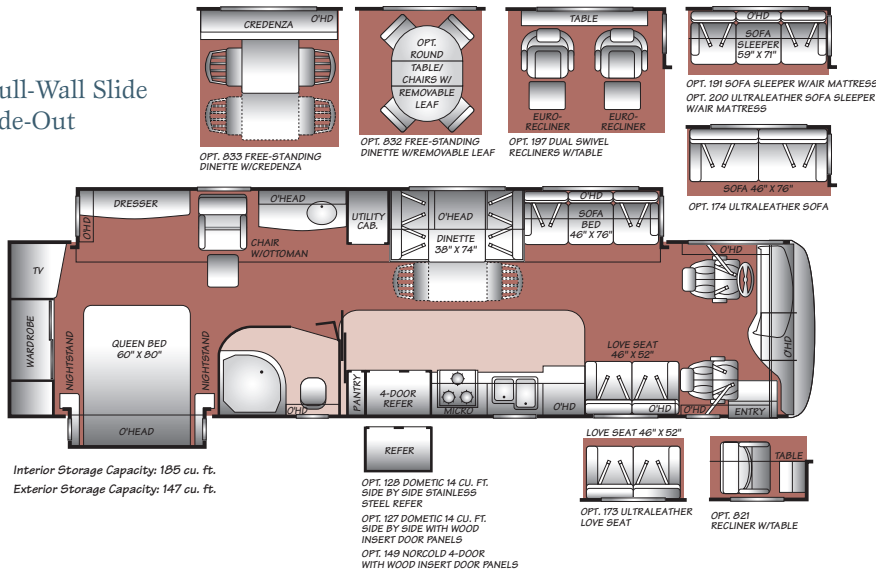 ull-Wall Slide
de-Out
CREDENZA
O'HD
OPT. 833 FREE-STANDING
DINETTE W/CREDENZA
OPT.
ROUND
TABLE/
CHAIRS W/
REMOVABLE
LEAF
OPT. 832 FREE-STANDING
DINETTE W/REMOVABLE LEAF
TABLE
EURO-
RECLINER
EURO-
RECLINER
OPT. 197 DUAL SWIVEL
RECLINERS W/TABLE
O'HD
SOFA
SLEEPER
59" X 71"
OPT. 191 SOFA SLEEPER W/AIR MATTRESS
OPT. 200 ULTRALEATHER SOFA SLEEPER
W/AIR MATTRESS
SOFA 46" X 76"
OPT. 174 ULTRALEATHER SOFA
O'HD
DRESSER
CHAIR
W/OTTOMAN
O'HEAD
UTILITY
CAB.
O'HEAD
DINETTE
38" X 74"
O'HD
SOFA
BED
46" X 76"
O'HD
O'HD
TV
WARDROBE
NIGHTSTAND
QUEEN BED
60" X 80"
NIGHTSTAND
O'HEAD
O'HD
PANTRY
4-DOOR
REFER
MICRO
O'HD
LOVE SEAT
46" X 52"
O'HD
O'HD
ENTRY
Interior Storage Capacity: 185 cu. ft.
Exterior Storage Capacity: 147 cu. ft.
REFER
OPT. 128 DOMETIC 14 CU. FT.
SIDE BY SIDE STAINLESS
STEEL REFER
OPT. 127 DOMETIC 14 CU. FT.
SIDE BY SIDE WITH WOOD
INSERT DOOR PANELS
OPT. 149 NORCOLD 4-DOOR
WITH WOOD INSERT DOOR PANELS
LOVE SEAT 46" X 52"
OPT. 173 ULTRALEATHER
LOVE SEAT
TABLE
OPT. 821
RECLINER W/TABLE